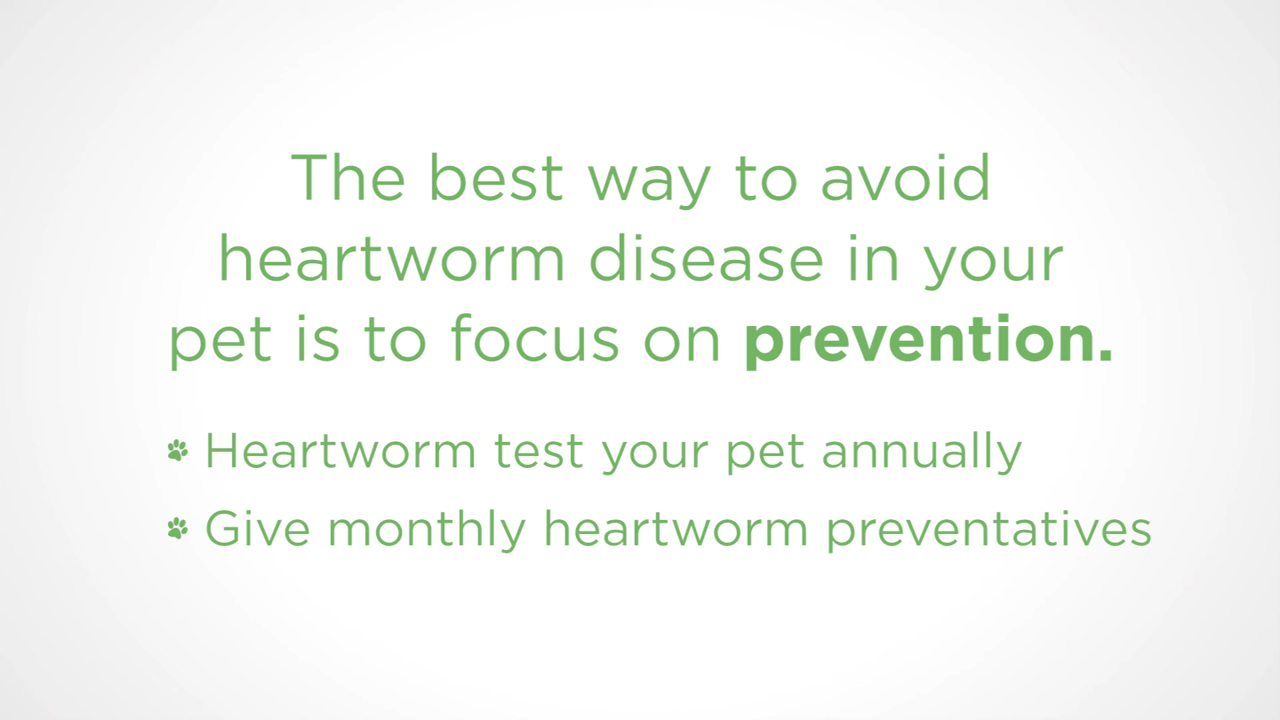 The best way to avoid
heartworm disease in your
pet is to focus on prevention.
Heartworm test your pet annually
Give monthly heartworm preventatives